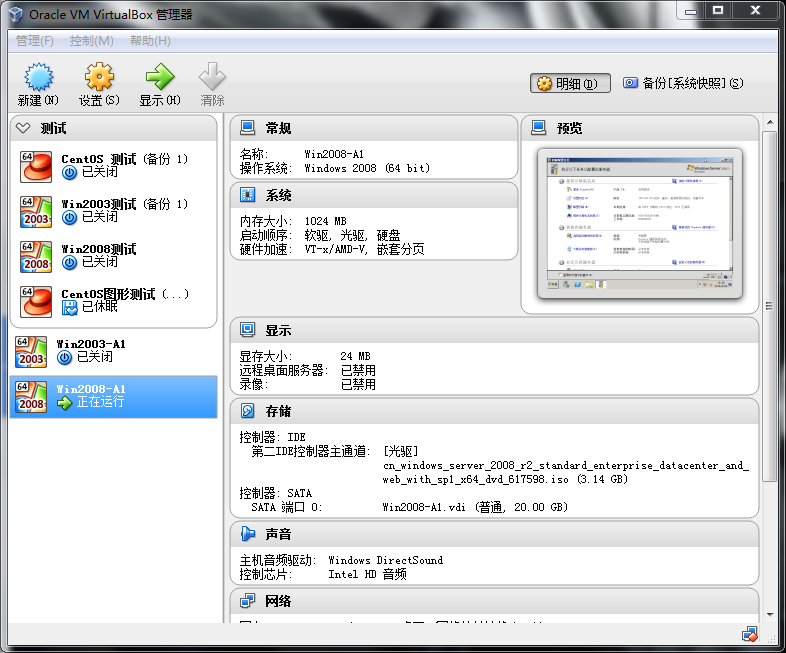 Oracle VM VirtualBox 管理器
管理(F) 控制(M) 帮助(H)
新建(N) 设置(S) 显示(H) 清除
明细(D) 备份[系统快照](S)
测试
CentOS 测试 (备份 1)
已关闭
Win2003测试 (备份 1)
已关闭
Win2008测试
已关闭
CentOS图形测试 (...)
已休眠
Win2003-A1
已关闭
Win2008-A1
正在运行
常规
名称: Win2008-A1
操作系统: Windows 2008 (64 bit)
系统
内存大小: 1024 MB
启动顺序: 软驱, 光驱, 硬盘
硬件加速: VT-x/AMD-V, 嵌套分页
预览
显示
显存大小: 24 MB
远程桌面服务器: 已禁用
录像: 已禁用
存储
控制器: IDE
第二IDE控制器主通道: [光驱]
cn_windows_server_2008_r2_standard_enterprise_datacenter_and_
web_with_sp1_x64_dvd_617598.iso (3.14 GB)
控制器: SATA
SATA 端口 0: Win2008-A1.vdi (普通, 20.00 GB)
声音
主机音频驱动: Windows DirectSound
控制芯片: Intel HD 音频
网络